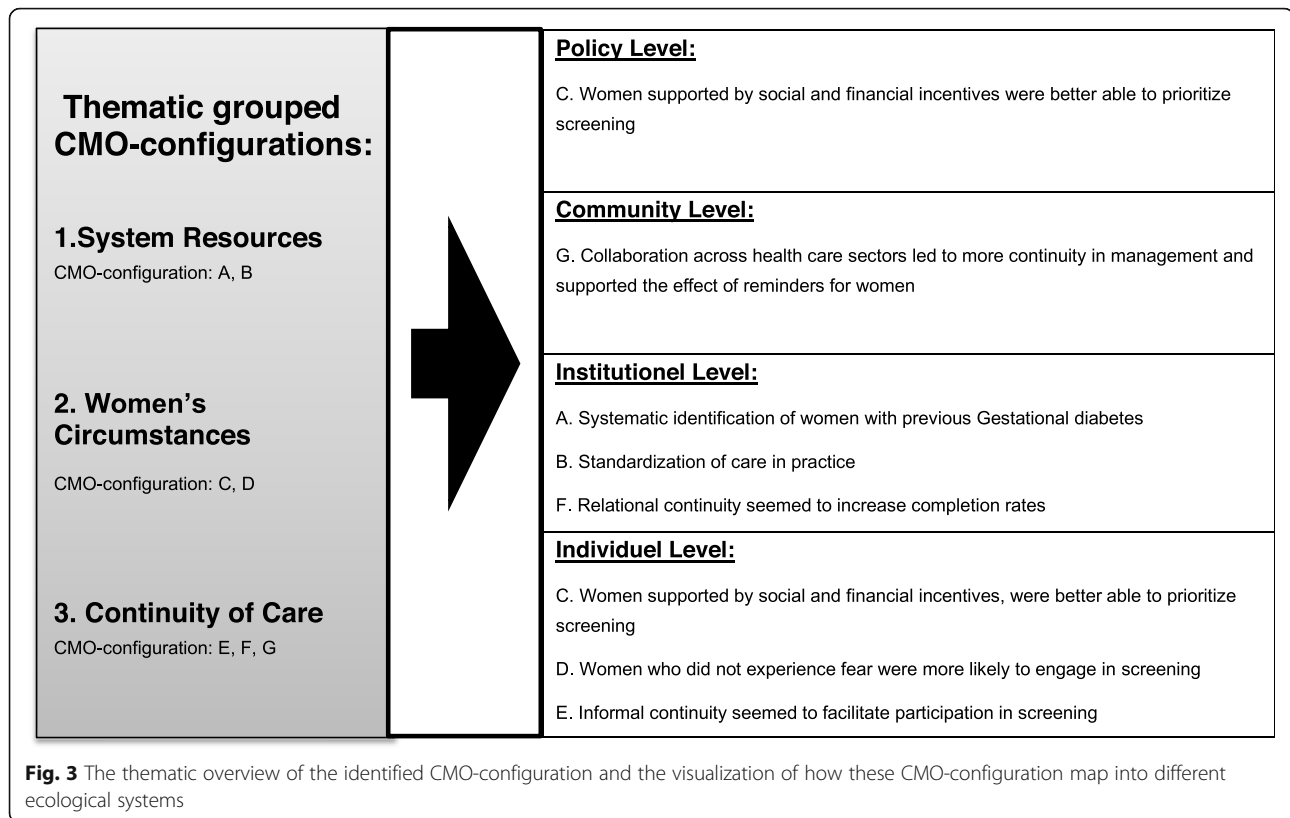 Thematic grouped
CMO-configurations:
1.System Resources
CMO-configuration: A, B
2. Women's
Circumstances
CMO-configuration: C, D
3. Continuity of Care
CMO-configuration: E, F, G
Policy Level:
C. Women supported by social and financial incentives were better able to prioritize
screening
Community Level:
G. Collaboration across health care sectors led to more continuity in management and
supported the effect of reminders for women
Institutionel Level:
A. Systematic identification of women with previous Gestational diabetes
B. Standardization of care in practice
F. Relational continuity seemed to increase completion rates
Individuel Level:
C. Women supported by social and financial incentives, were better able to prioritize
screening
D. Women who did not experience fear were more likely to engage in screening
E. Informal continuity seemed to facilitate participation in screening
Fig. 3 The thematic overview of the identified CMO-configuration and the visualization of how these CMO-configuration map into different
ecological systems